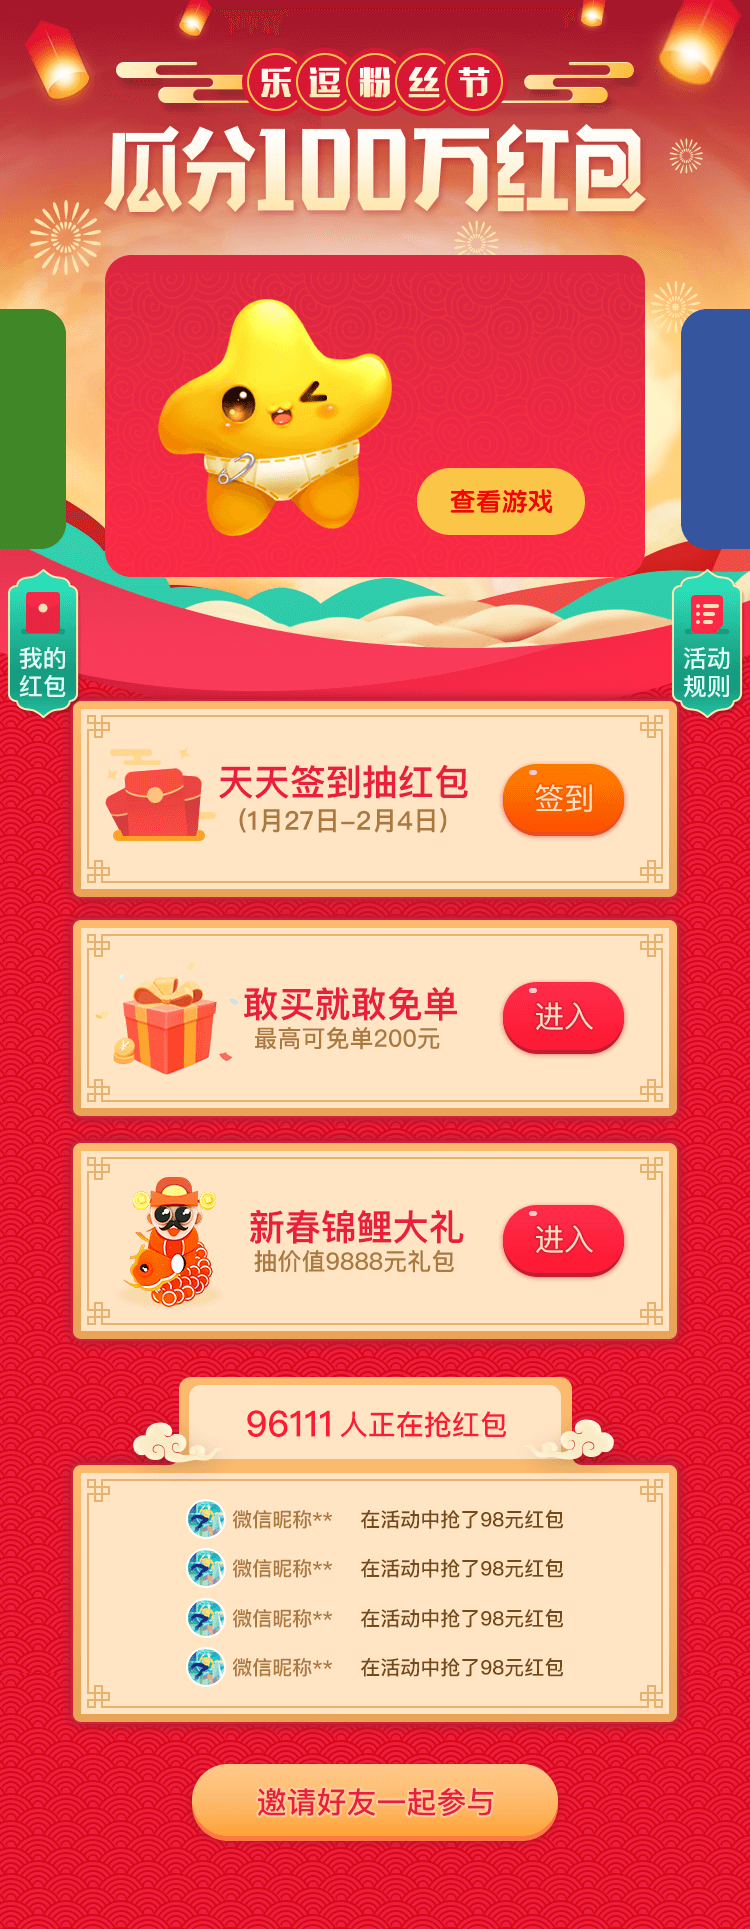 乐逗粉丝节
瓜分100万红包
查看游戏
我的
红包
活动
规则
天天签到抽红包
(1月27日-2月4日)
签到
敢买就敢免单
最高可免单200元
进入
新春锦鲤大礼
抽价值9888元礼包
进入
96111 人正在抢红包
微信昵称** 在活动中抢了98元红包
微信昵称** 在活动中抢了98元红包
微信昵称** 在活动中抢了98元红包
微信昵称** 在活动中抢了98元红包
邀请好友一起参与